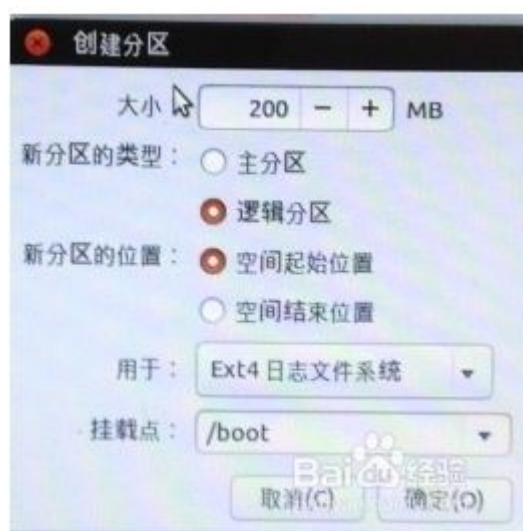 创建分区
大小 200 - + MB
新分区的类型: 主分区
逻辑分区
新分区的位置: 空间起始位置
空间结束位置
用于: Ext4 日志文件系统
挂载点: /boot
Bai 经验
取消(C) 确定(O)